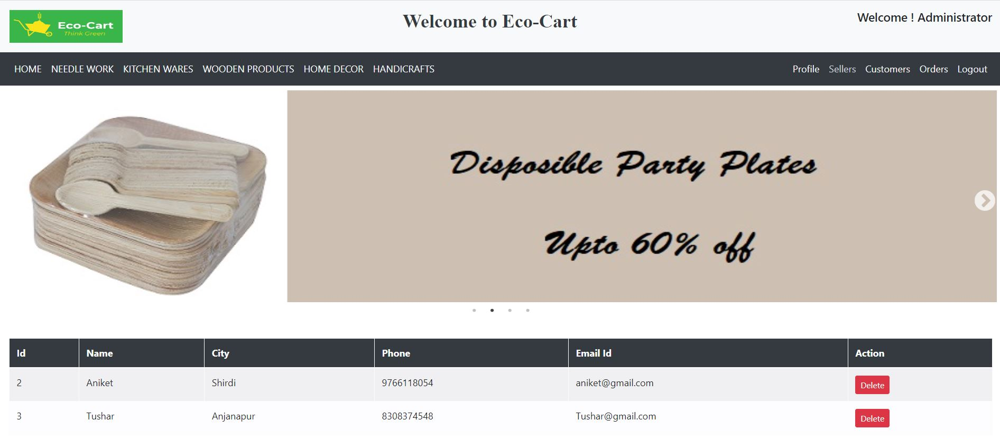 Eco-Cart
Think Green
Welcome to Eco-Cart
Welcome ! Administrator
HOME NEEDLE WORK KITCHEN WARES WOODEN PRODUCTS HOME DECOR HANDICRAFTS Profile Sellers Customers Orders Logout
Disposible Party Plates
Upto 60% off
Id Name City Phone Email Id Action
2 Aniket Shirdi 9766118054 aniket@gmail.com Delete
3 Tushar Anjanapur 8308374548 Tushar@gmail.com Delete